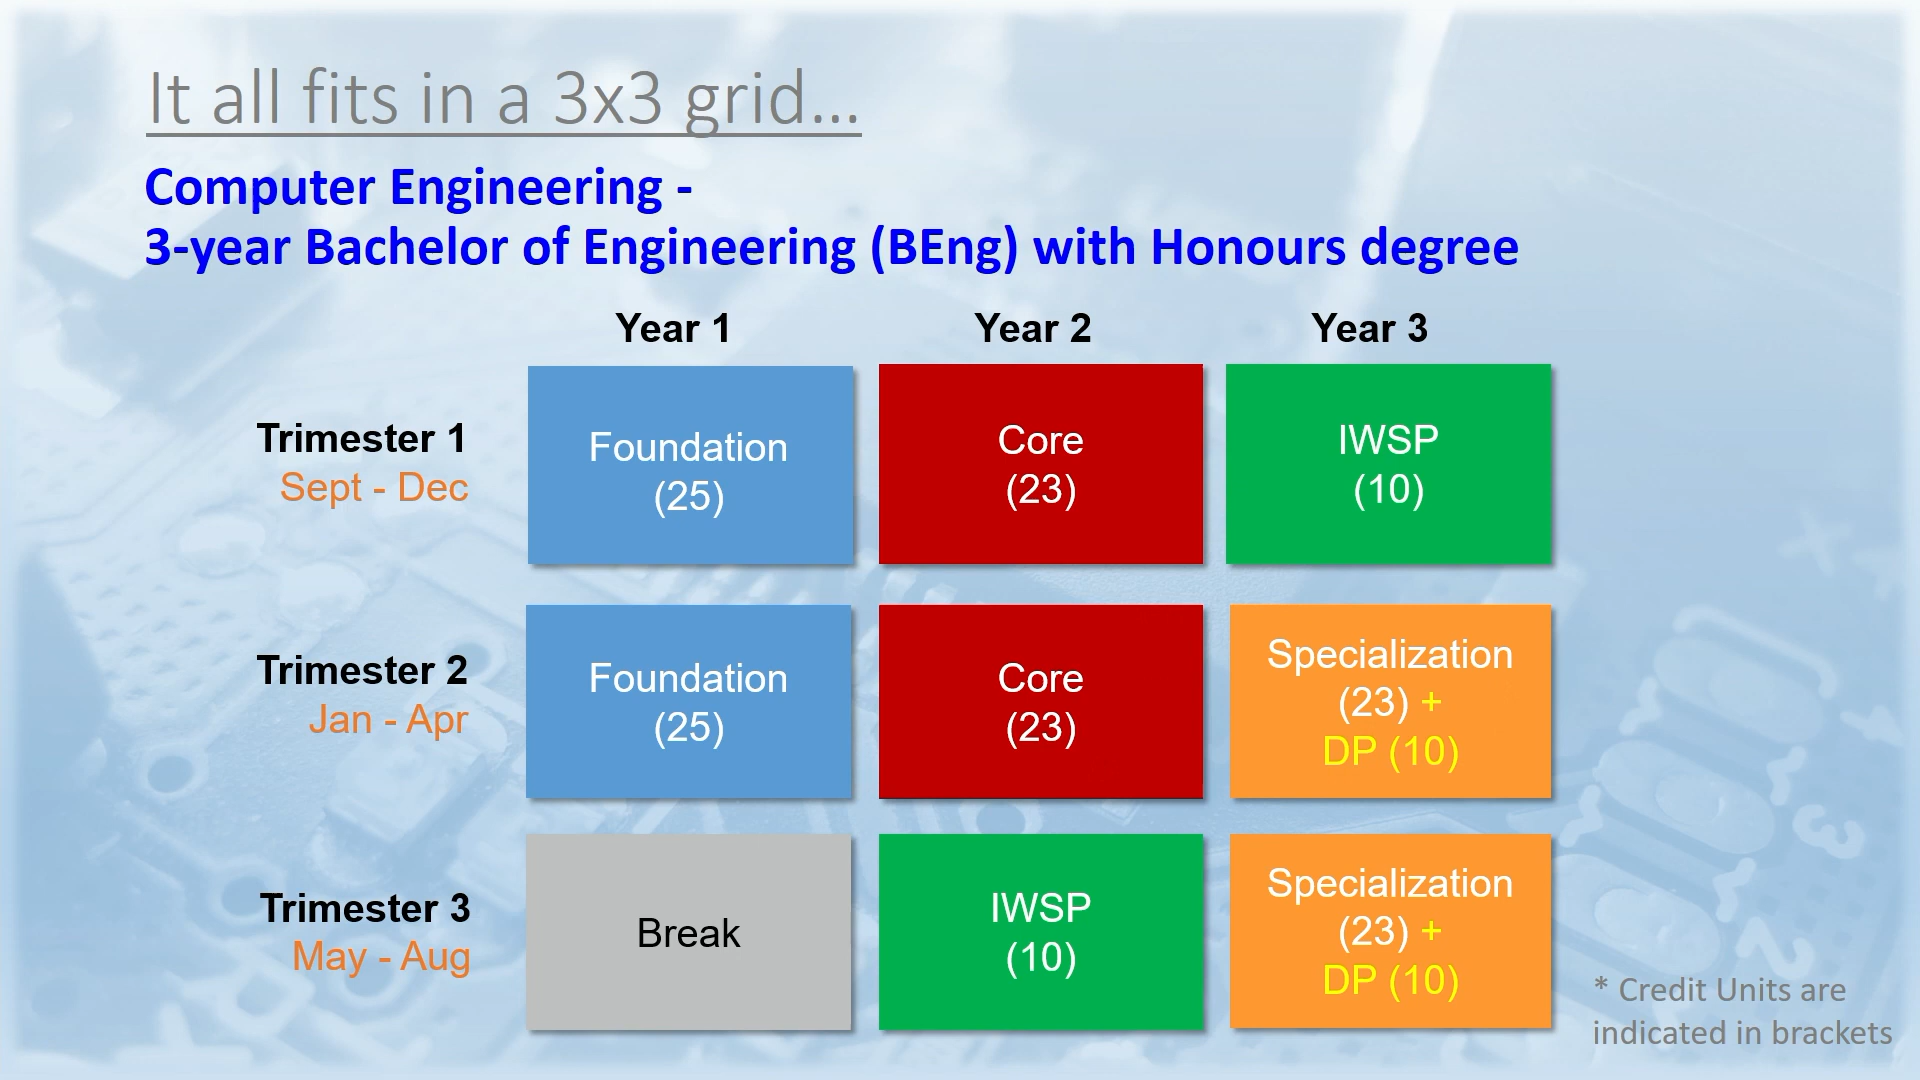 It all fits in a 3x3 grid...
Computer Engineering -
3-year Bachelor of Engineering (BEng) with Honours degree
Year 1
Year 2
Year 3
Trimester 1
Sept - Dec
Foundation
(25)
Core
(23)
IWSP
(10)
Trimester 2
Jan - Apr
Foundation
(25)
Core
(23)
Specialization
(23) +
DP (10)
Trimester 3
May - Aug
Break
IWSP
(10)
Specialization
(23) +
DP (10)
* Credit Units are
indicated in brackets